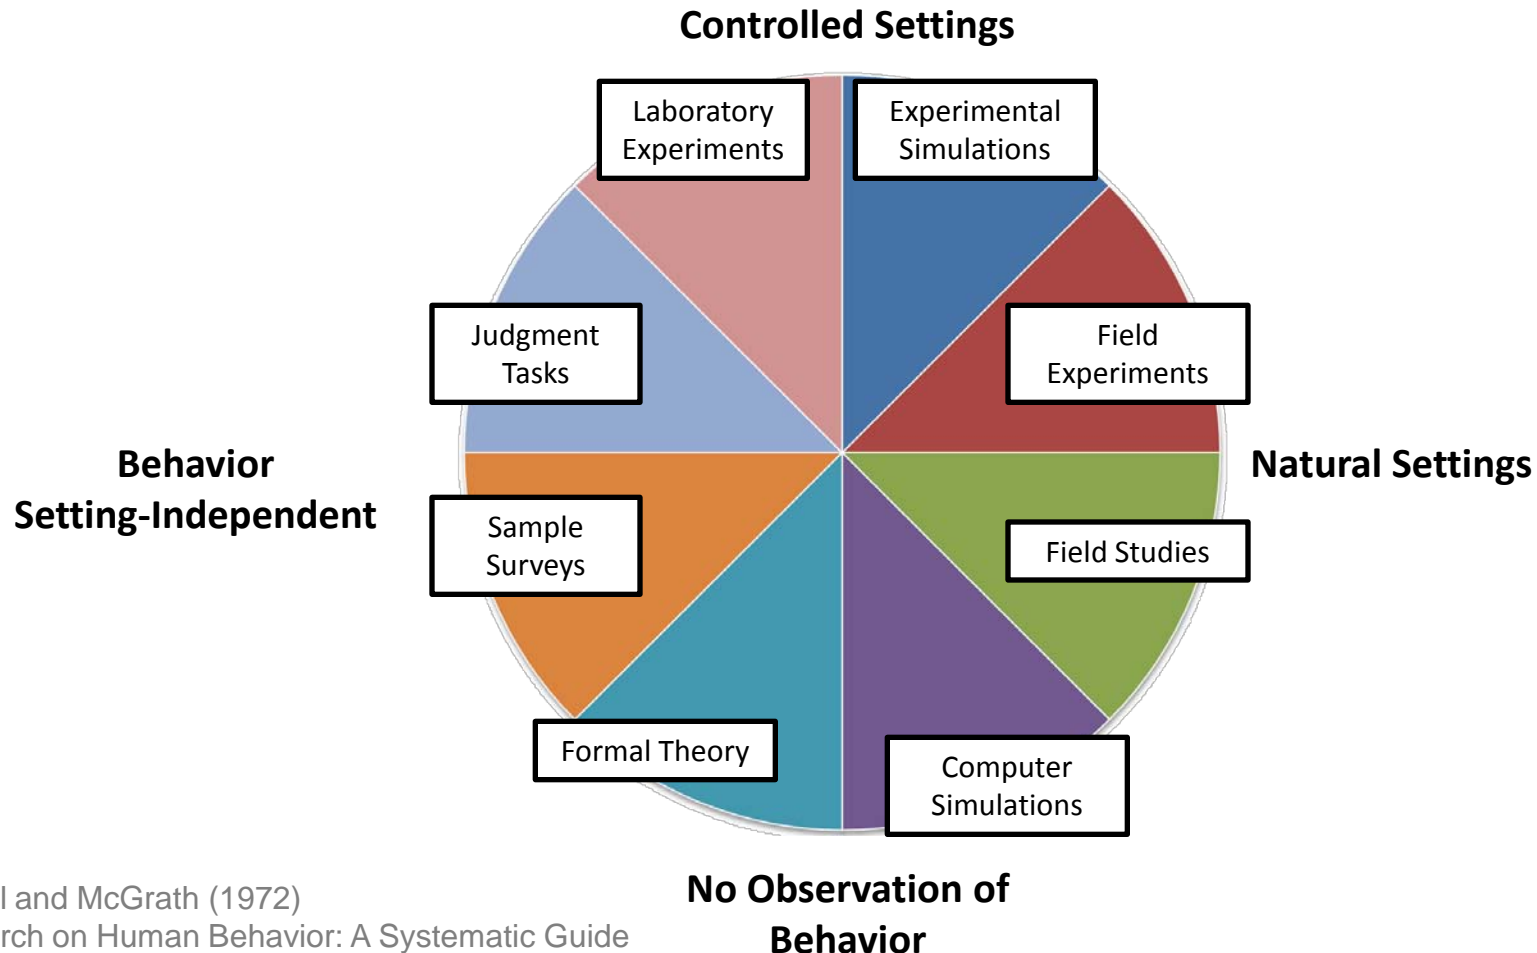 Controlled Settings
Laboratory
Experiments
Experimental
Simulations
Judgment
Tasks
Field
Experiments
Behavior
Setting-Independent
Natural Settings
Sample
Surveys
Field Studies
Formal Theory
Computer
Simulations
No Observation of
Behavior
l and McGrath (1972)
rch on Human Behavior: A Systematic Guide